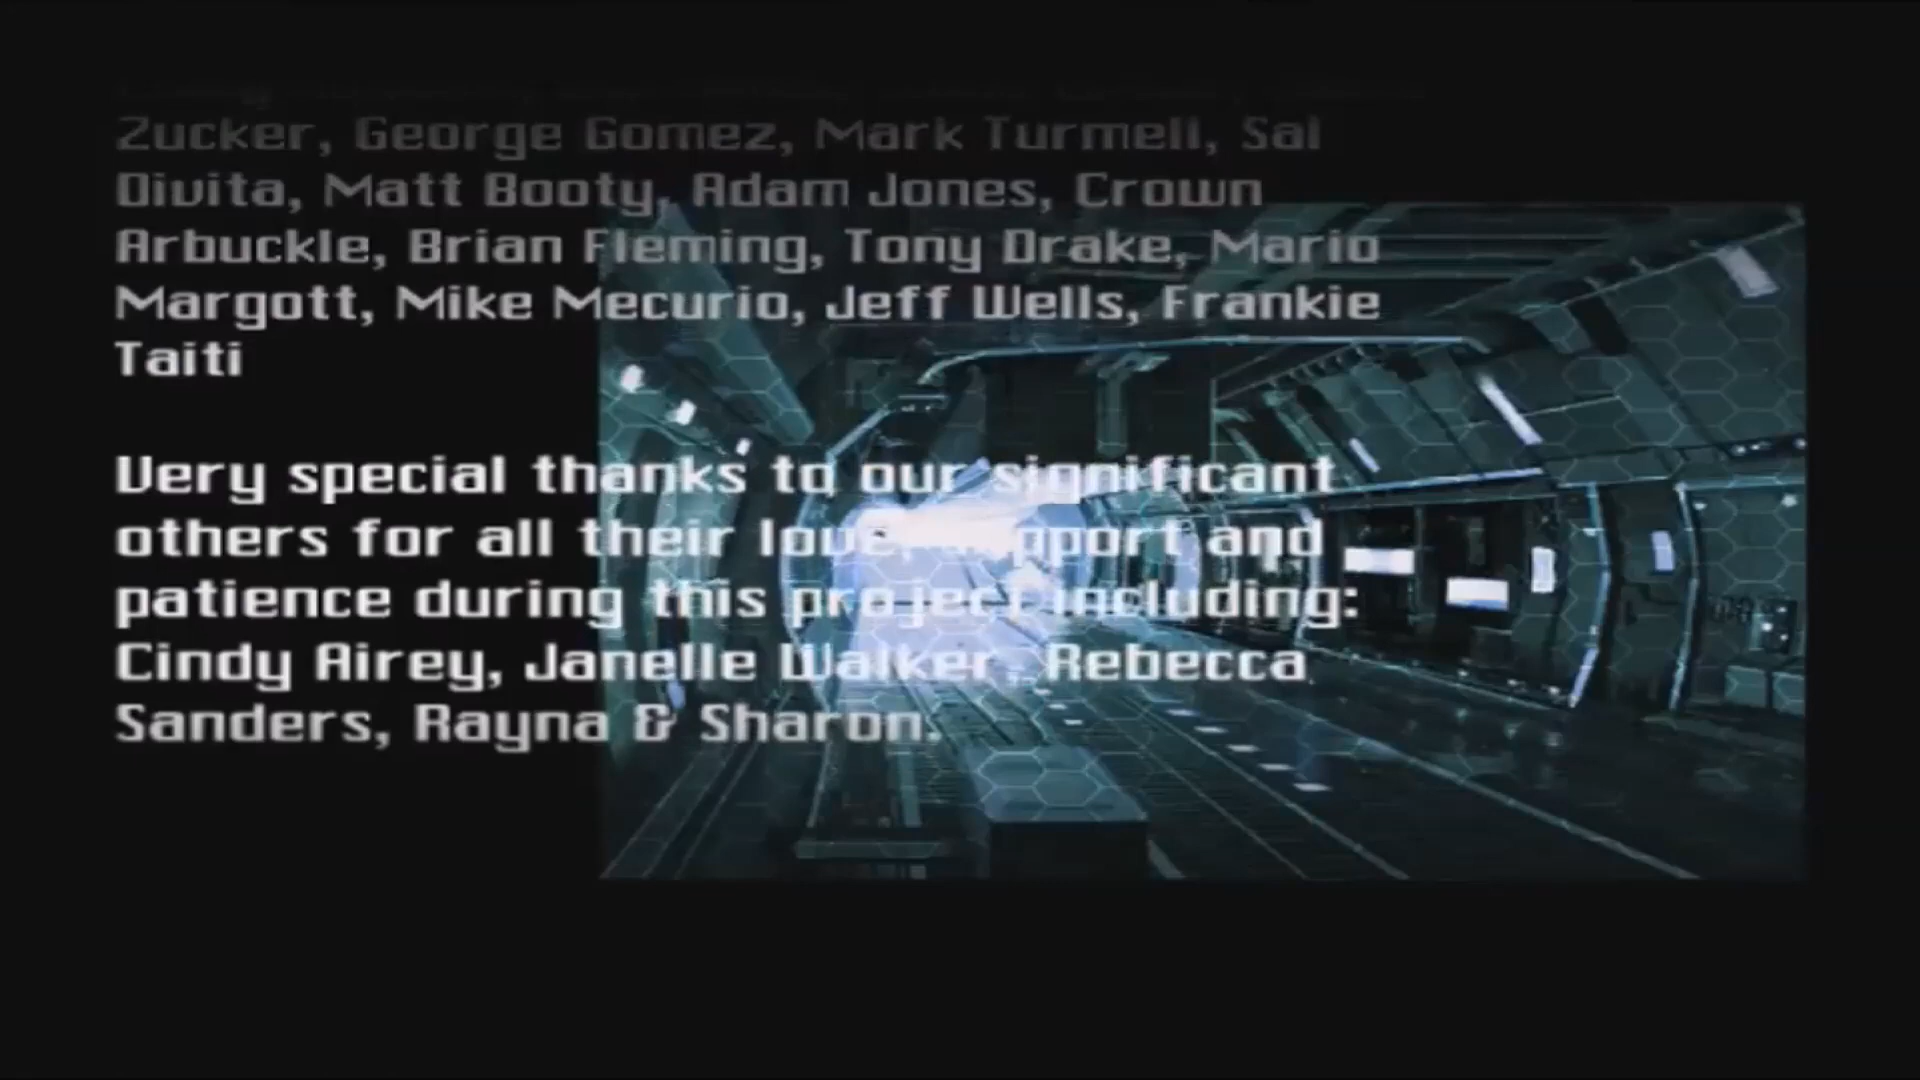 Zucker, George Gomez, Mark Turmell, Sal
Divita, Matt Booty, Adam Jones, Crown
Arbuckle, Brian Fleming, Tony Drake, Mario
Margott, Mike Mecurio, Jeff Wells, Frankie
Taiti
Very special thanks to our significant
others for all their love, support and
patience during this project including:
Cindy Airey, Janelle Walker, Rebecca
Sanders, Rayna & Sharon.